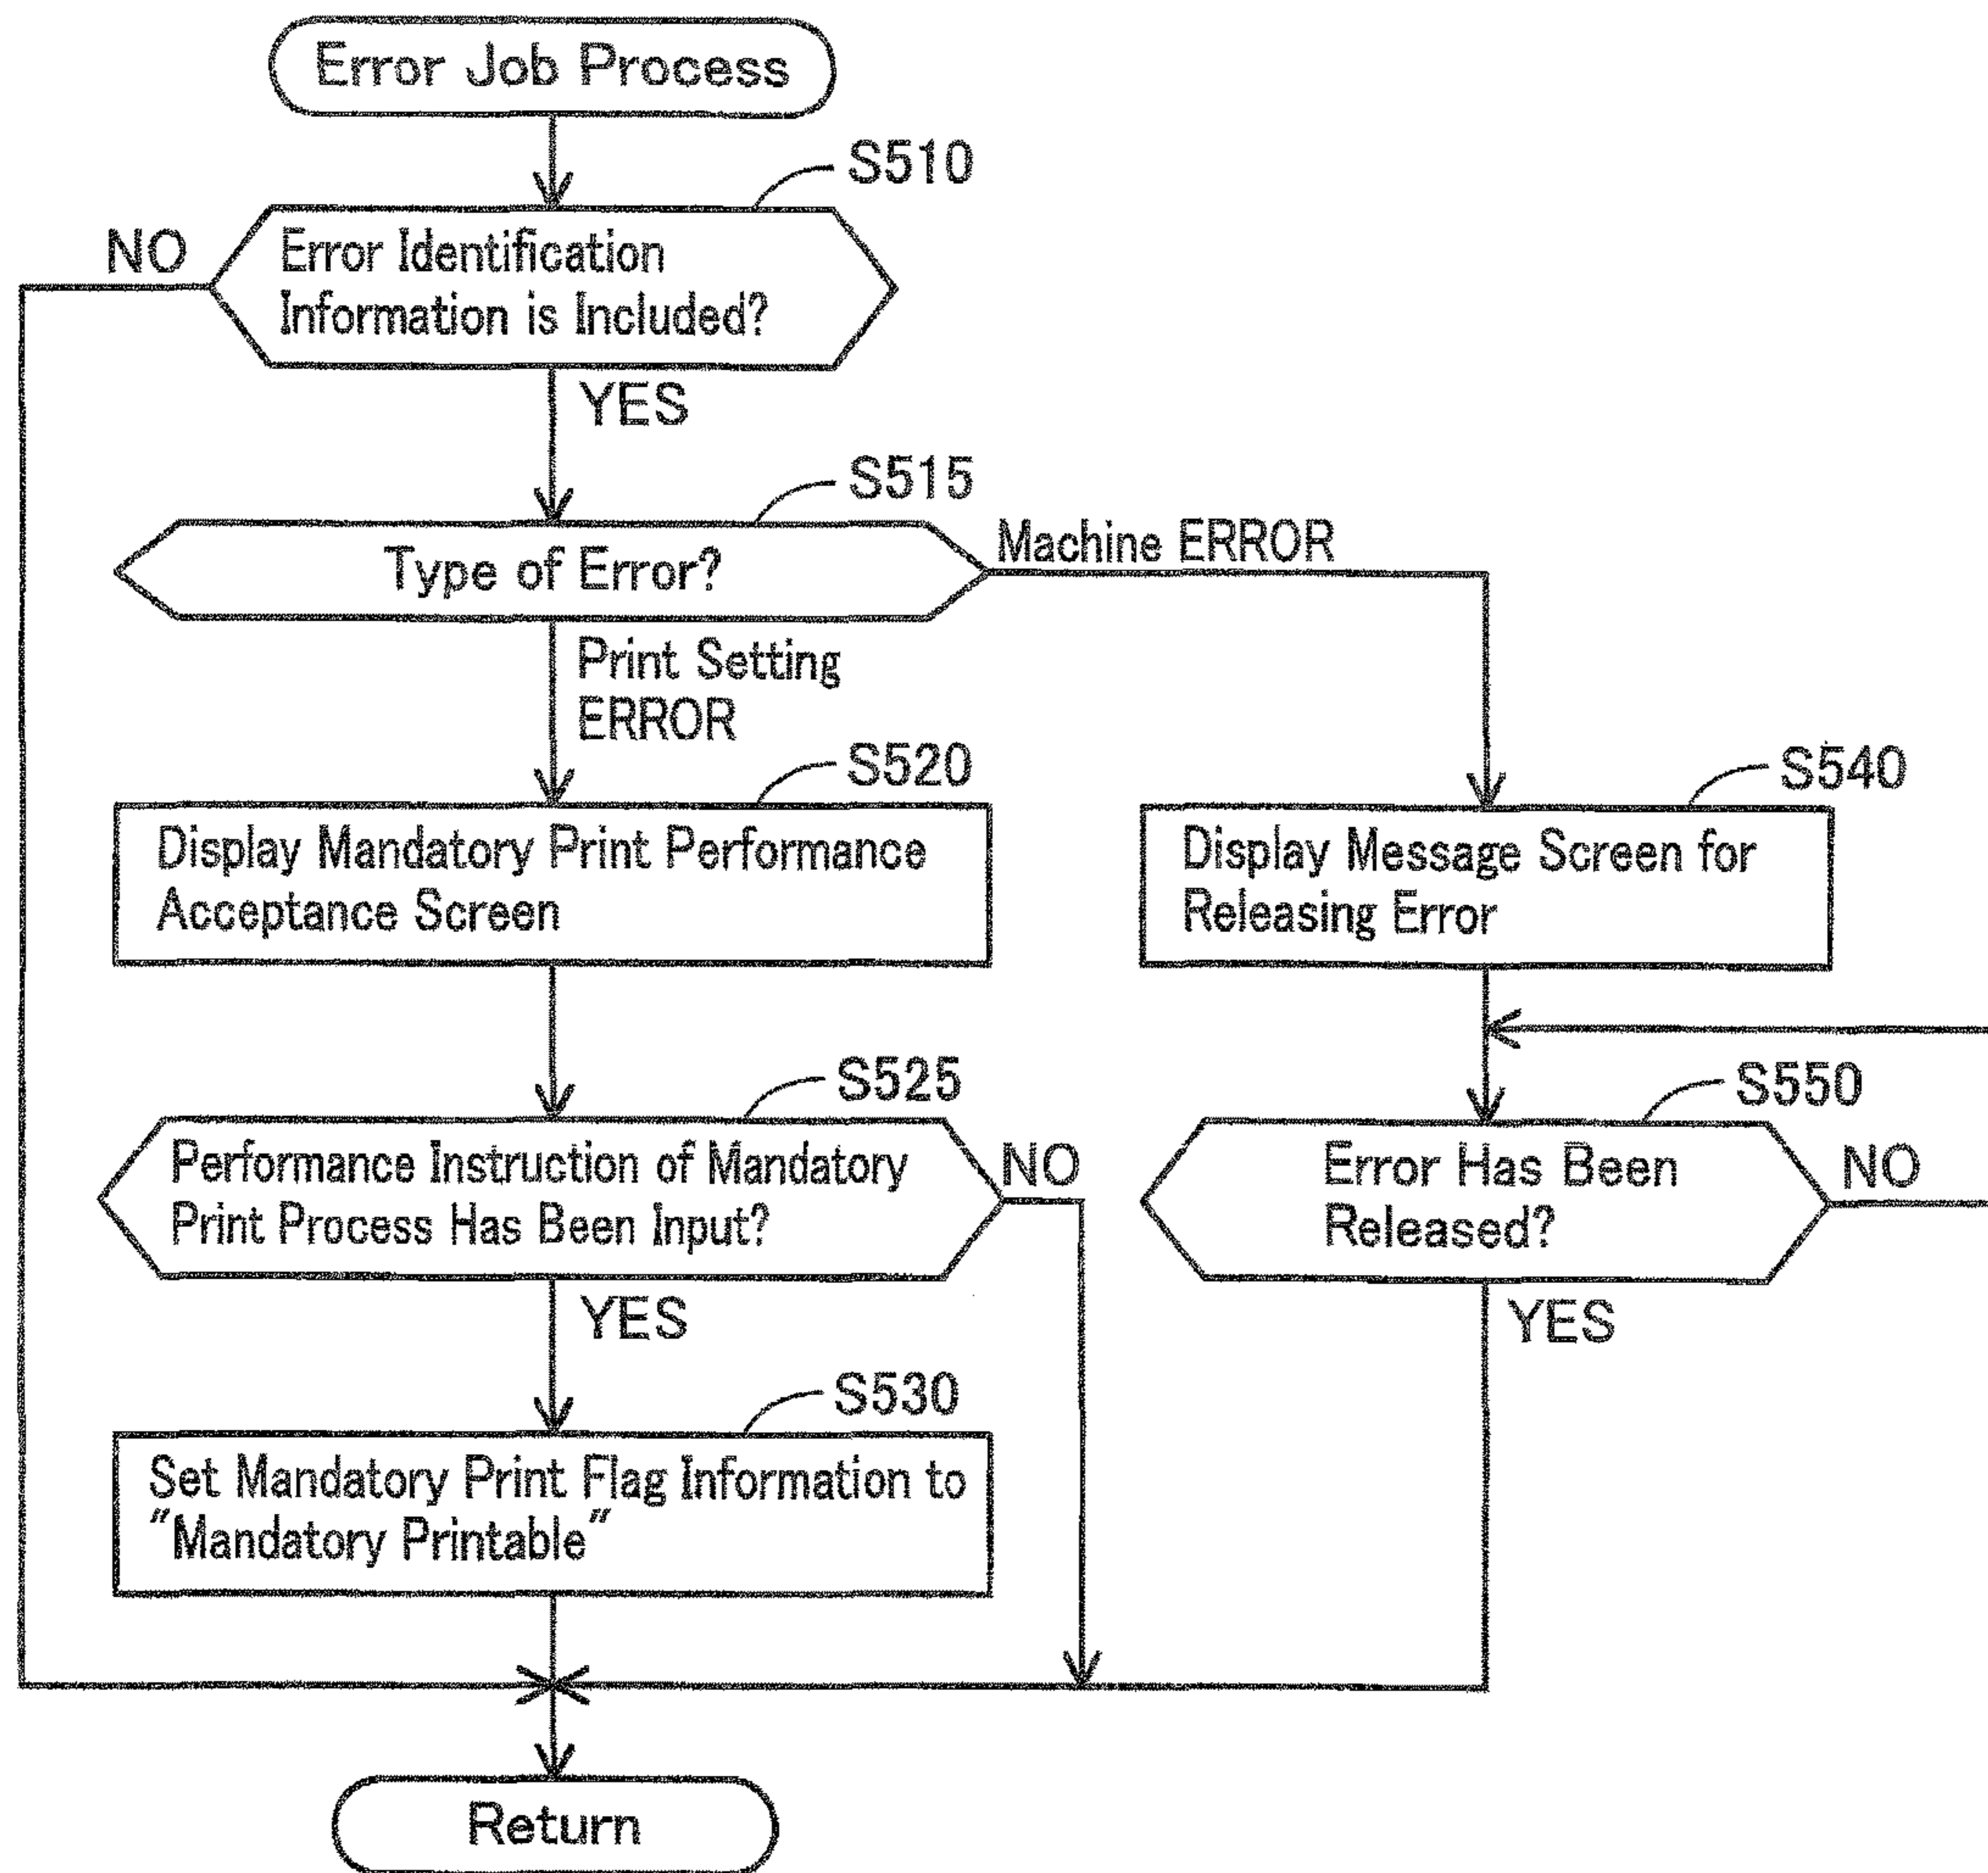 Error Job Process
S510
NO
Error Identification
Information is Included?
YES
S515
Type of Error?
Machine ERROR
Print Setting
ERROR
S520
Display Mandatory Print Performance
Acceptance Screen
S540
Display Message Screen for
Releasing Error
S525
Performance Instruction of Mandatory
Print Process Has Been Input?
NO
YES
S550
Error Has Been
Released?
NO
YES
S530
Set Mandatory Print Flag Information to
"Mandatory Printable"
Return